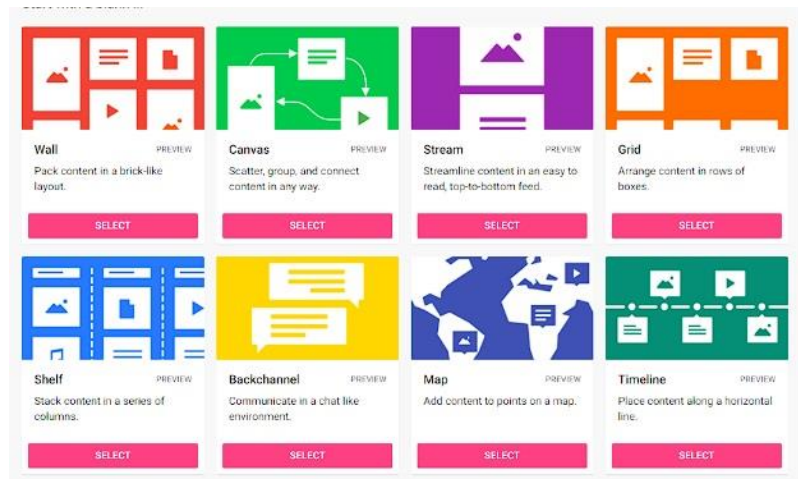 Wall PREVIEW
Pack content in a brick-like
layout.
SELECT
Canvas PREVIEW
Scatter, group, and connect
content in any way.
SELECT
Stream PREVIEW
Streamline content in an easy to
read, top-to-bottom feed.
SELECT
Grid PREVIEW
Arrange content in rows of
boxes.
SELECT
Shelf PREVIEW
Stack content in a series of
columns.
SELECT
Backchannel PREVIEW
Communicate in a chat like
environment.
SELECT
Map PREVIEW
Add content to points on a map.
SELECT
Timeline PREVIEW
Place content along a horizontal
line.
SELECT